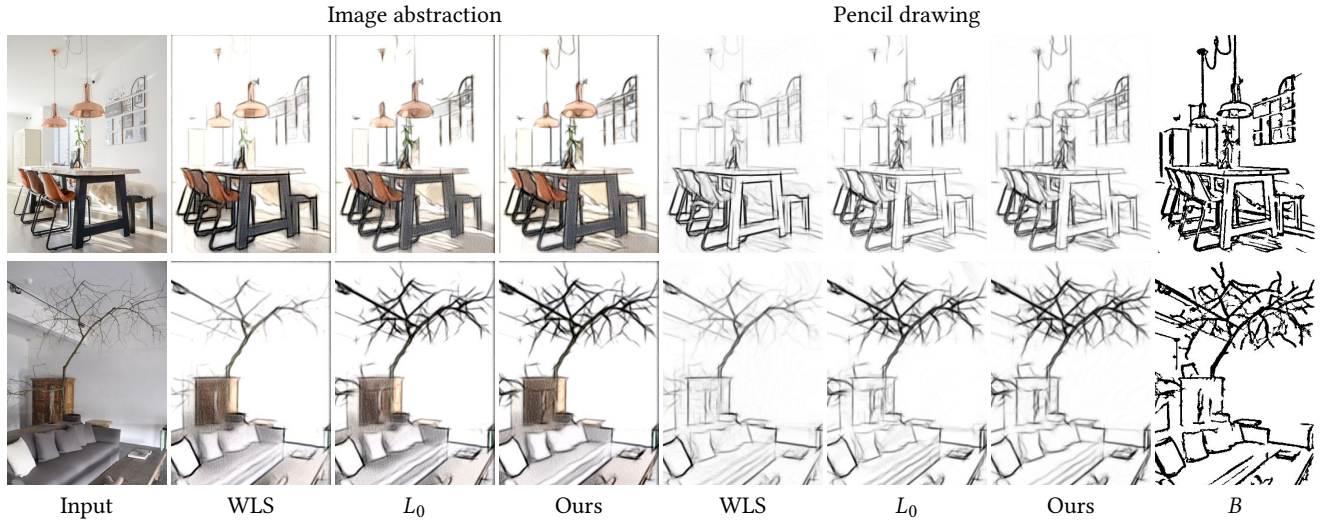 Image abstraction Pencil drawing
Input WLS L₀ Ours WLS L₀ Ours B